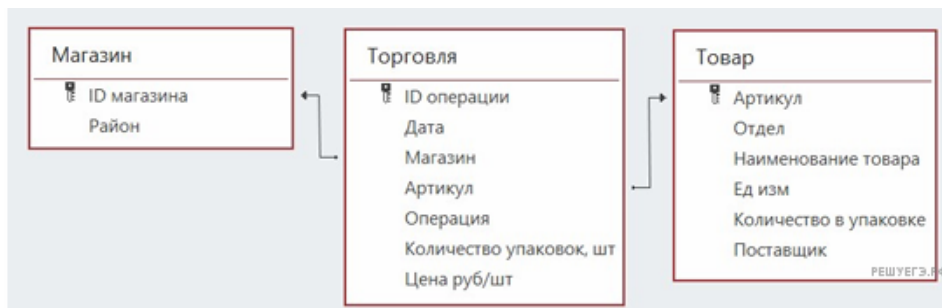 Магазин
ID магазина
Район
Торговля
ID операции
Дата
Магазин
Артикул
Операция
Количество упаковок, шт
Цена руб/шт
Товар
Артикул
Отдел
Наименование товара
Ед изм
Количество в упаковке
Поставщик